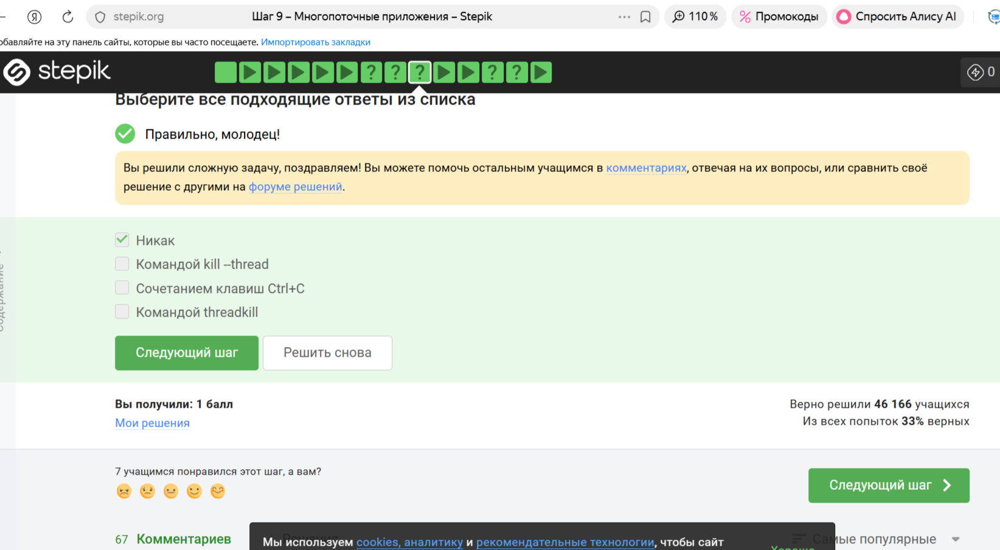 stepik.org
Шаг 9 – Многопоточные приложения – Stepik
110 %
Промокоды
Спросить Алису AI
обавляйте на эту панель сайты, которые вы часто посещаете. Импортировать закладки
stepik
0
Выберите все подходящие ответы из списка
Правильно, молодец!
Вы решили сложную задачу, поздравляем! Вы можете помочь остальным учащимся в комментариях, отвечая на их вопросы, или сравнить своё
решение с другими на форуме решений.
Содержание
Никак
Командой kill --thread
Сочетанием клавиш Ctrl+C
Командой threadkill
Следующий шаг
Решить снова
Вы получили: 1 балл
Мои решения
Верно решили 46 166 учащихся
Из всех попыток 33% верных
7 учащимся понравился этот шаг, а вам?
Следующий шаг
67 Комментариев
Самые популярные
Мы используем cookies, аналитику и рекомендательные технологии, чтобы сайт